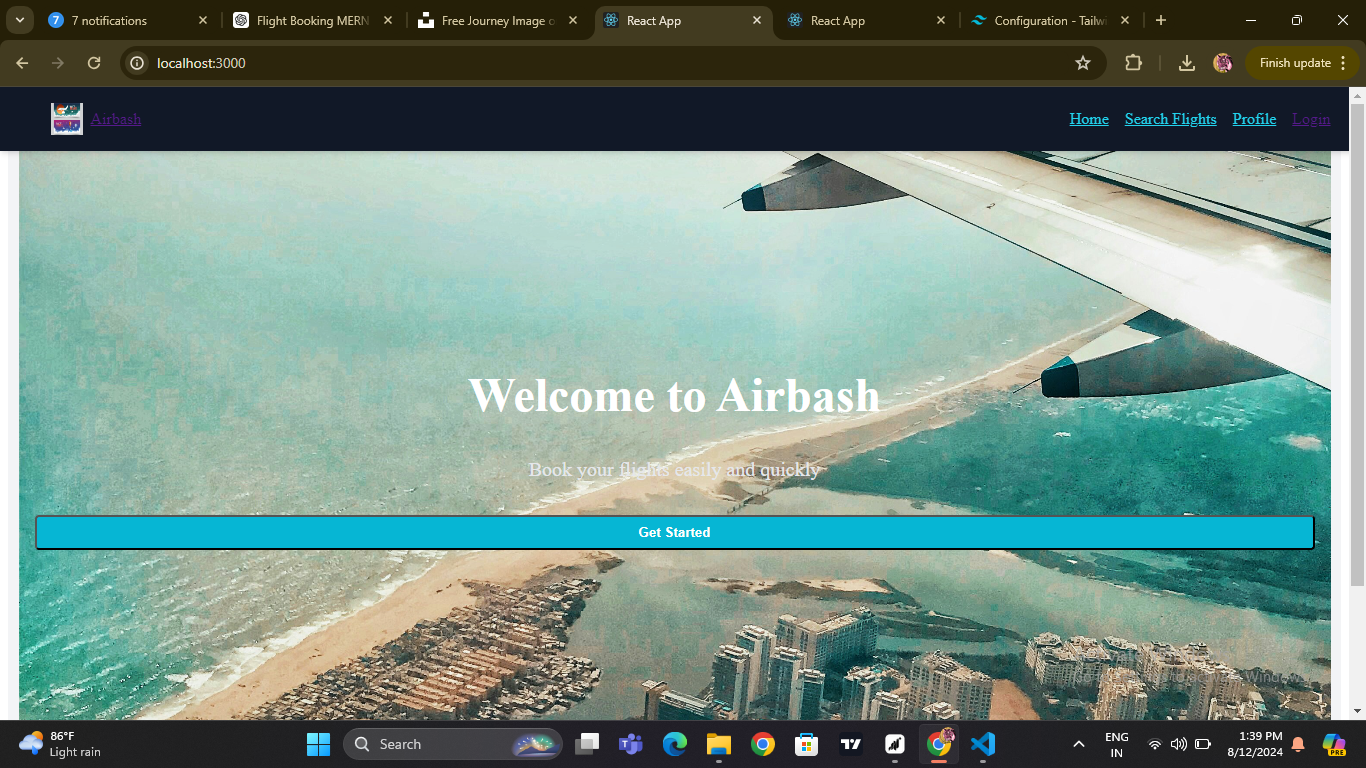 7 notifications
Flight Booking MERN
Free Journey Image o
React App
React App
Configuration - Tailwi
localhost:3000
Finish update
Airbash
Home
Search Flights
Profile
Login
Welcome to Airbash
Book your flights easily and quickly
Get Started
86°F
Light rain
Search
ENG
IN
1:39 PM
8/12/2024
PRE